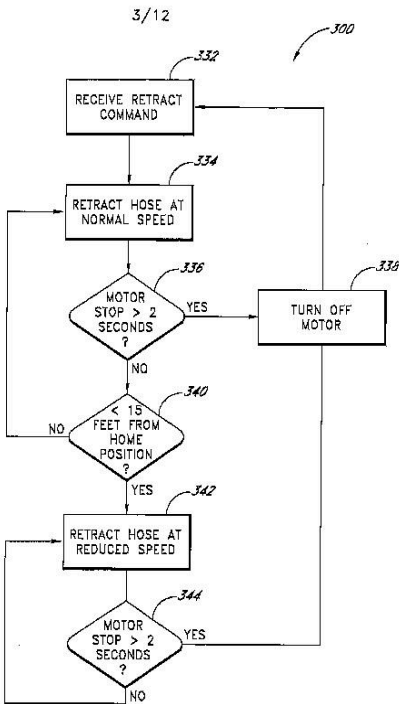 3/12
300
332
RECEIVE RETRACT
COMMAND
334
RETRACT HOSE AT
NORMAL SPEED
336
MOTOR
STOP > 2
SECONDS
?
YES
338
TURN OFF
MOTOR
NO
340
< 15
FEET FROM
HOME
POSITION
?
NO
YES
342
RETRACT HOSE AT
REDUCED SPEED
344
MOTOR
STOP > 2
SECONDS
?
YES
NO